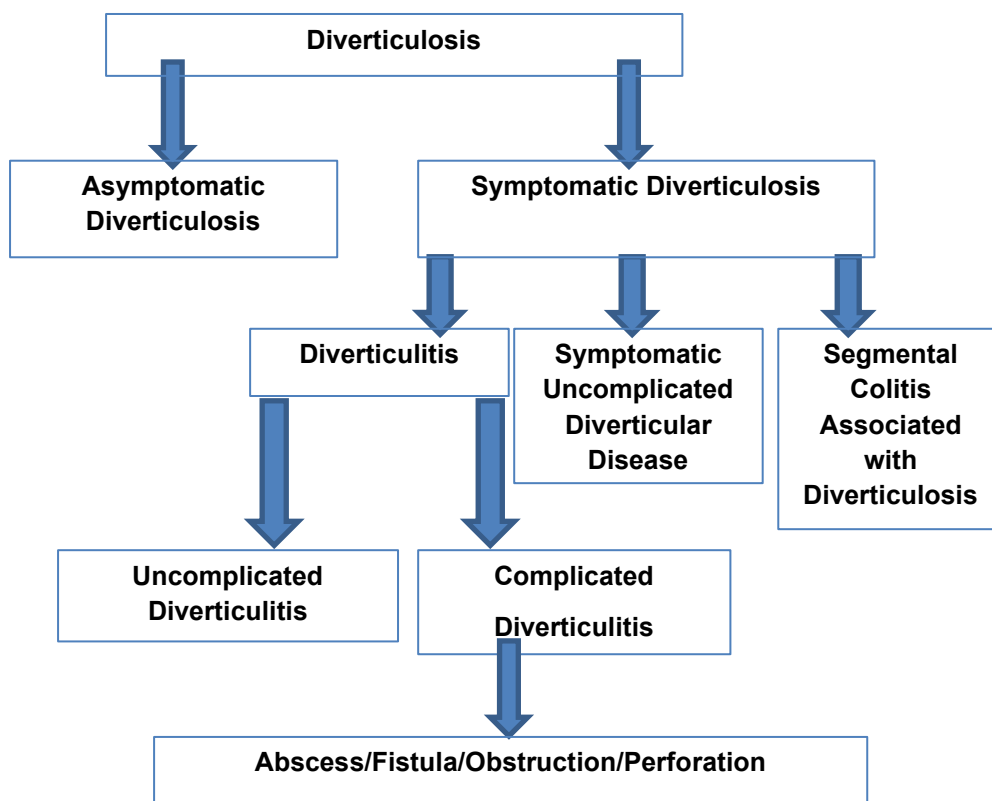 Diverticulosis
Asymptomatic
Diverticulosis
Symptomatic Diverticulosis
Diverticulitis
Symptomatic
Uncomplicated
Diverticular
Disease
Segmental
Colitis
Associated
with
Diverticulosis
Uncomplicated
Diverticulitis
Complicated
Diverticulitis
Abscess/Fistula/Obstruction/Perforation